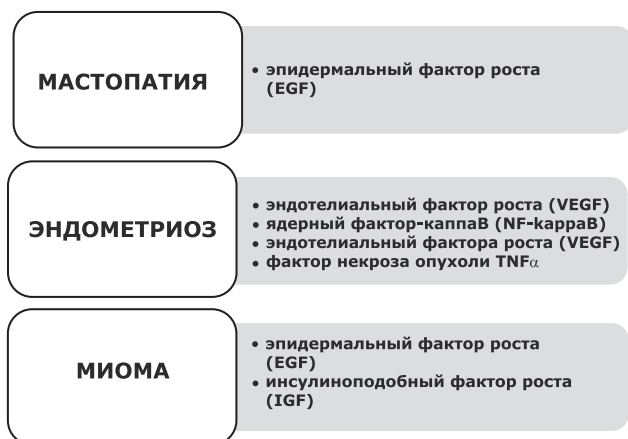 МАСТОПАТИЯ
• эпидермальный фактор роста
(EGF)
ЭНДОМЕТРИОЗ
• эндотелиальный фактор роста (VEGF)
• ядерный фактор-каппаВ (NF-kappaB)
• эндотелиальный фактора роста (VEGF)
• фактор некроза опухоли TNFα
МИОМА
• эпидермальный фактор роста
(EGF)
• инсулиноподобный фактор роста
(IGF)